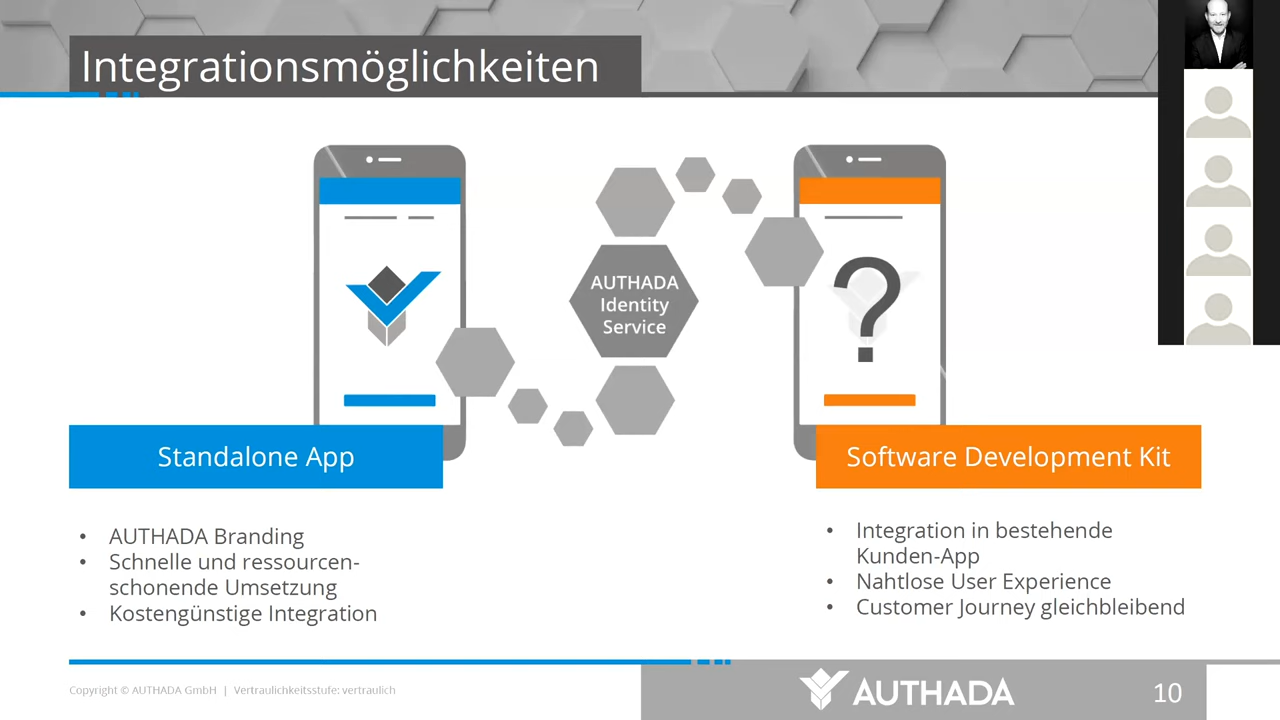 Integrationsmöglichkeiten
AUTHADA
Identity
Service
?
Standalone App
Software Development Kit
• AUTHADA Branding
• Schnelle und ressourcen-
schonende Umsetzung
• Kostengünstige Integration
• Integration in bestehende
Kunden-App
• Nahtlose User Experience
• Customer Journey gleichbleibend
Copyright © AUTHADA GmbH | Vertraulichkeitsstufe: vertraulich
AUTHADA
10